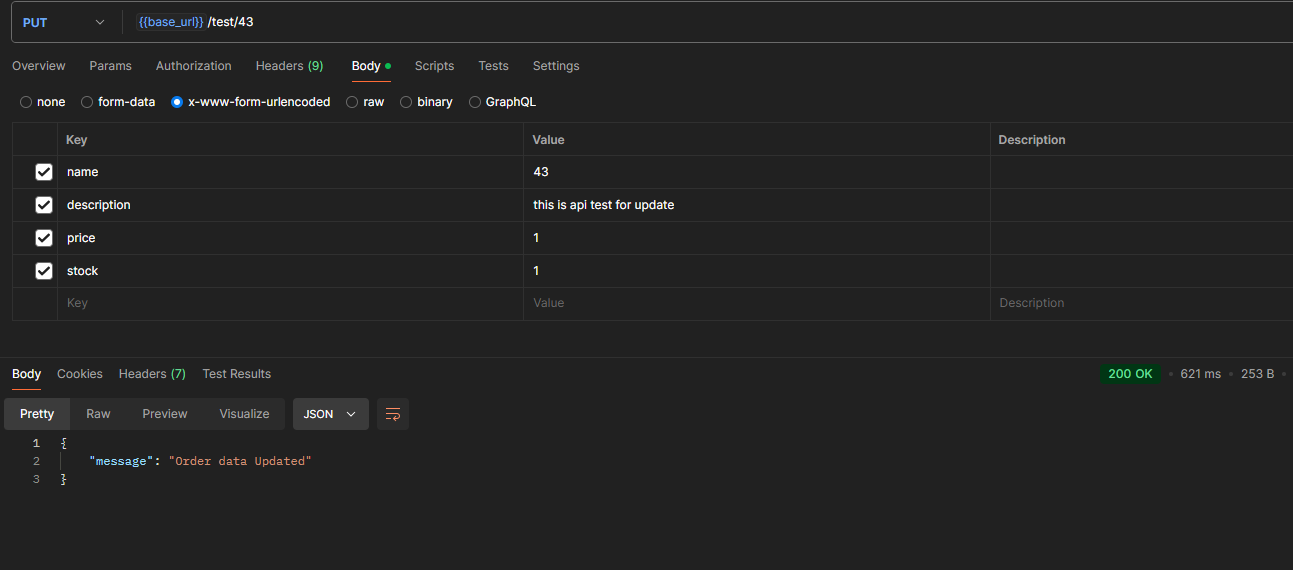 PUT {{base_url}}/test/43
Overview Params Authorization Headers (9) Body Scripts Tests Settings
none form-data x-www-form-urlencoded raw binary GraphQL
Key Value Description
name 43
description this is api test for update
price 1
stock 1
Key Value Description
Body Cookies Headers (7) Test Results 200 OK 621 ms 253 B
Pretty Raw Preview Visualize JSON
1 {
2 "message": "Order data Updated"
3 }